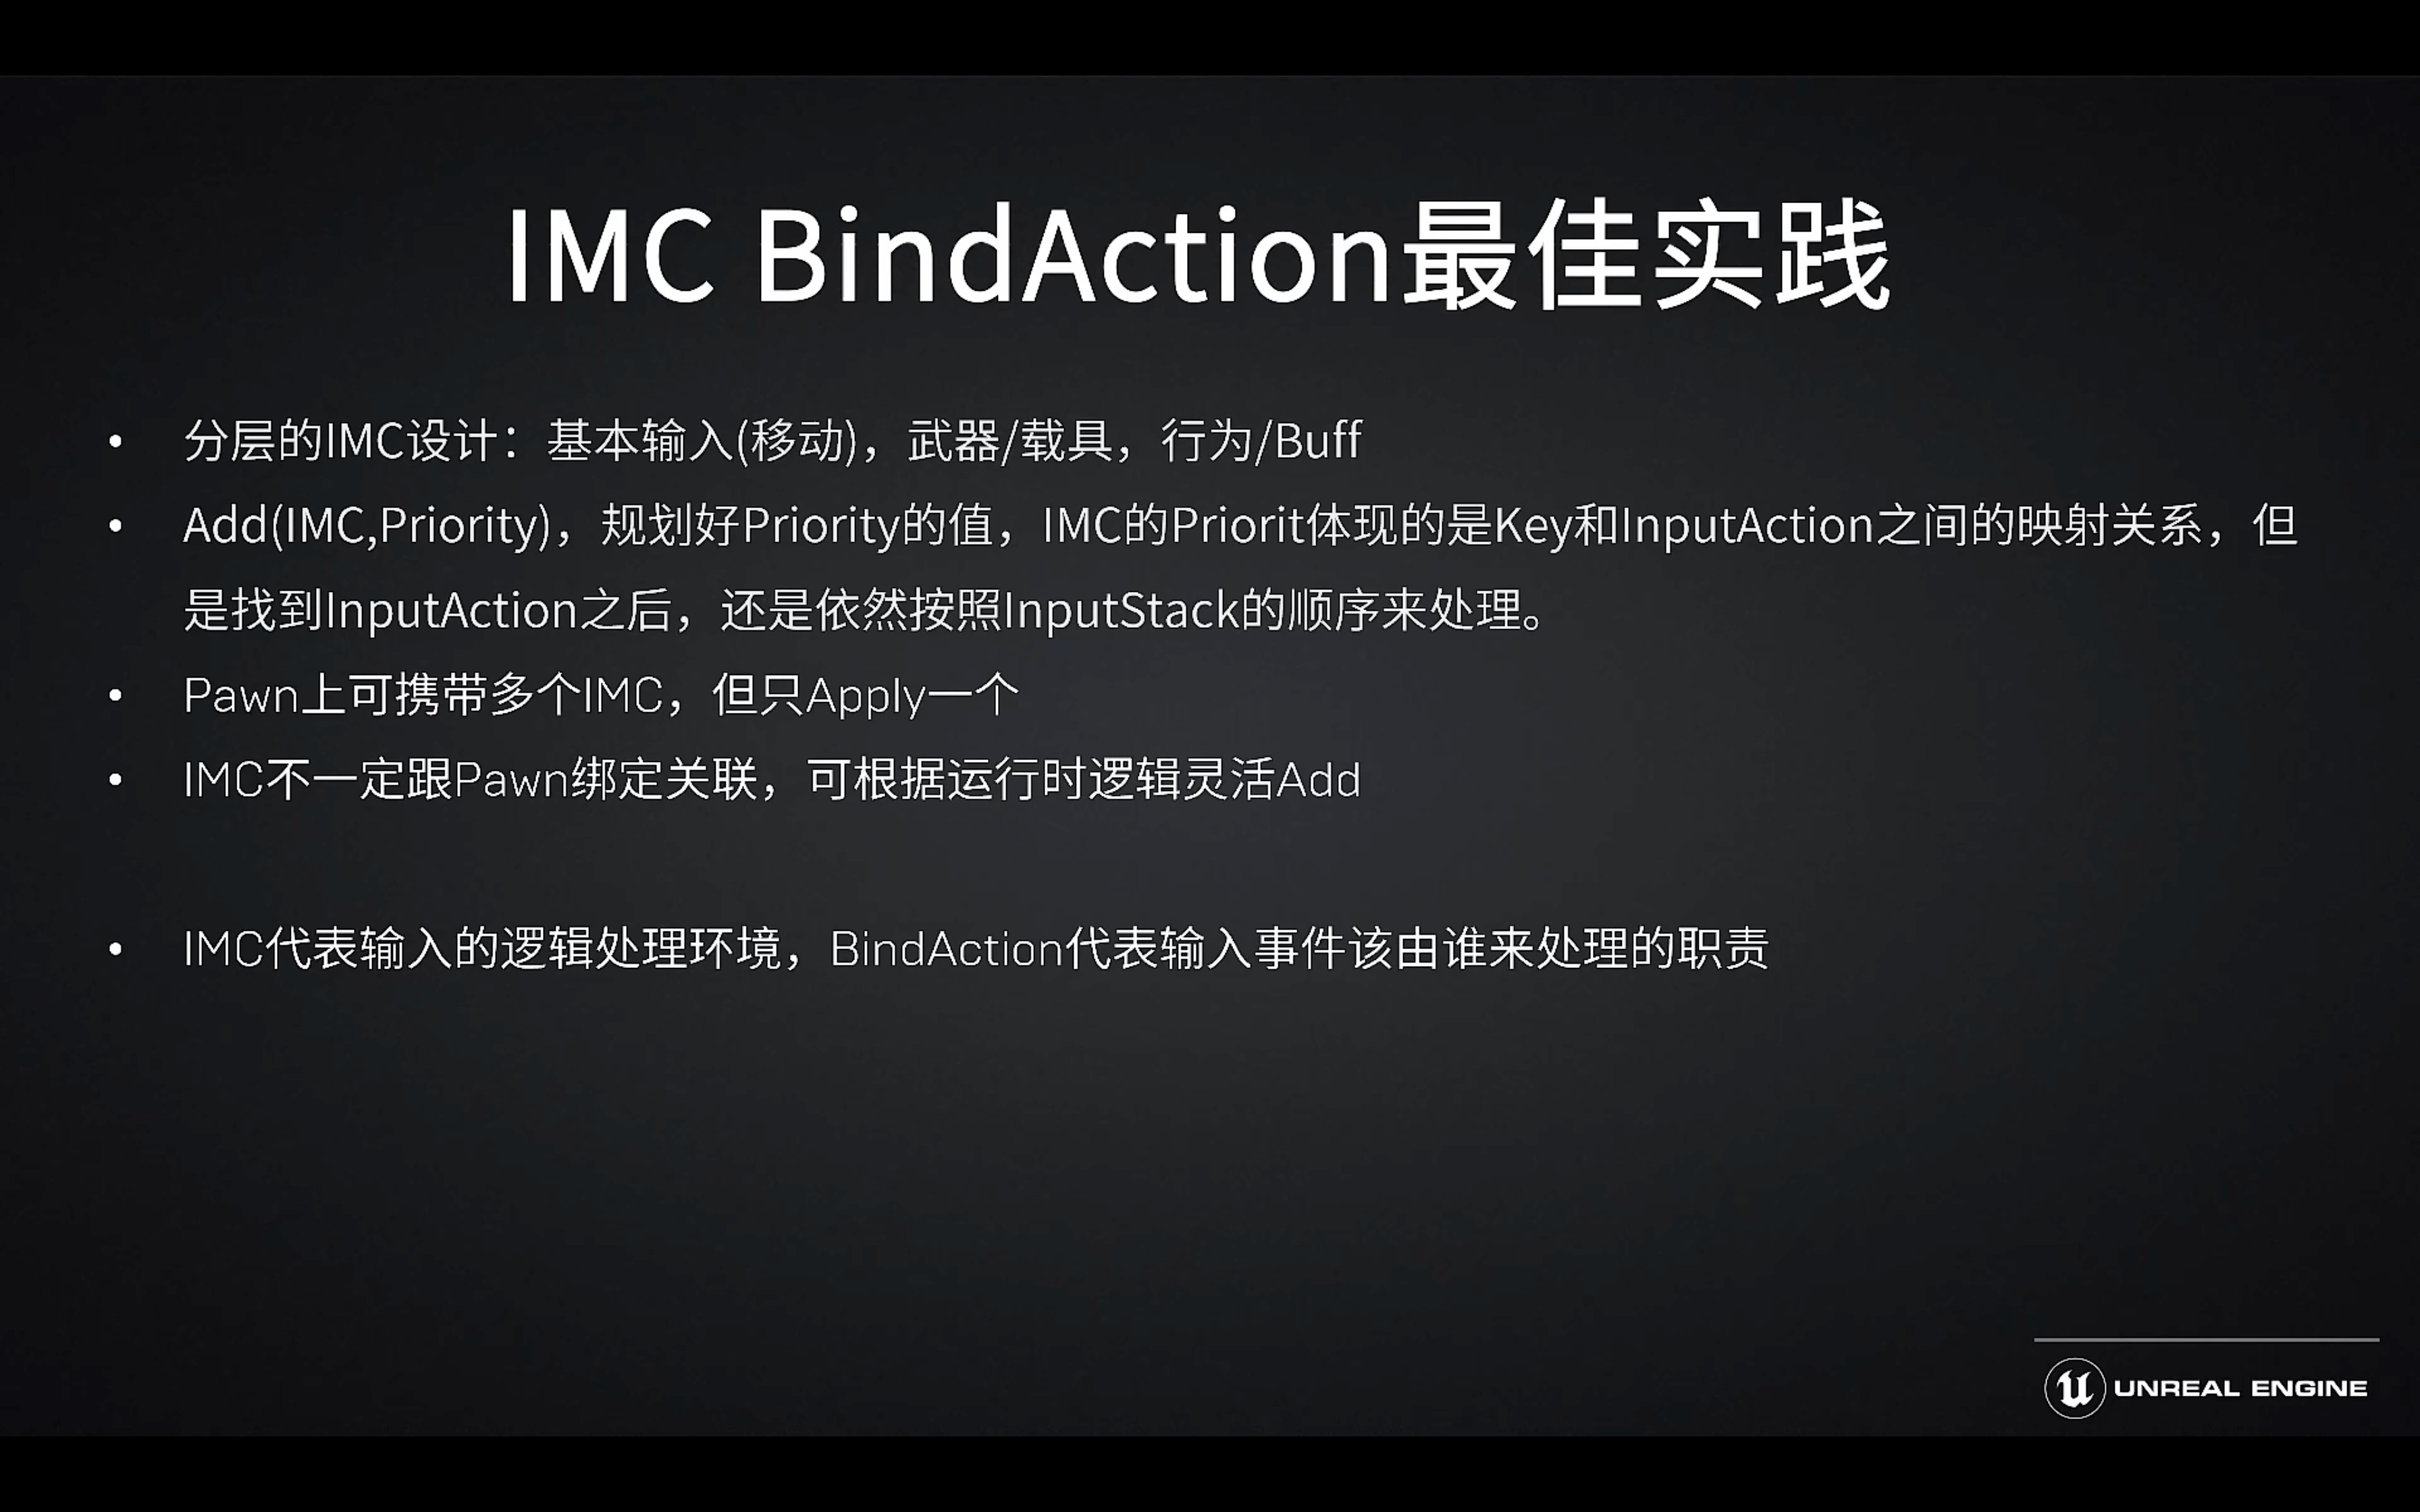 IMC BindAction最佳实践
• 分层的IMC设计：基本输入(移动)，武器/载具，行为/Buff
• Add(IMC,Priority)，规划好Priority的值，IMC的Priorit体现的是Key和InputAction之间的映射关系，但
是找到InputAction之后，还是依然按照InputStack的顺序来处理。
• Pawn上可携带多个IMC，但只Apply一个
• IMC不一定跟Pawn绑定关联，可根据运行时逻辑灵活Add
• IMC代表输入的逻辑处理环境，BindAction代表输入事件该由谁来处理的职责
UNREAL ENGINE